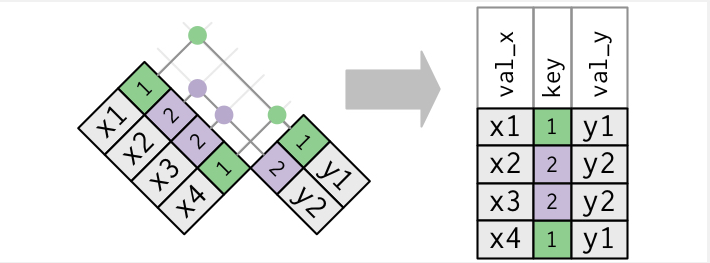 x1 1
x2 2
x3 2
x4 1
1 y1
2 y2
val_x key val_y
x1 1 y1
x2 2 y2
x3 2 y2
x4 1 y1